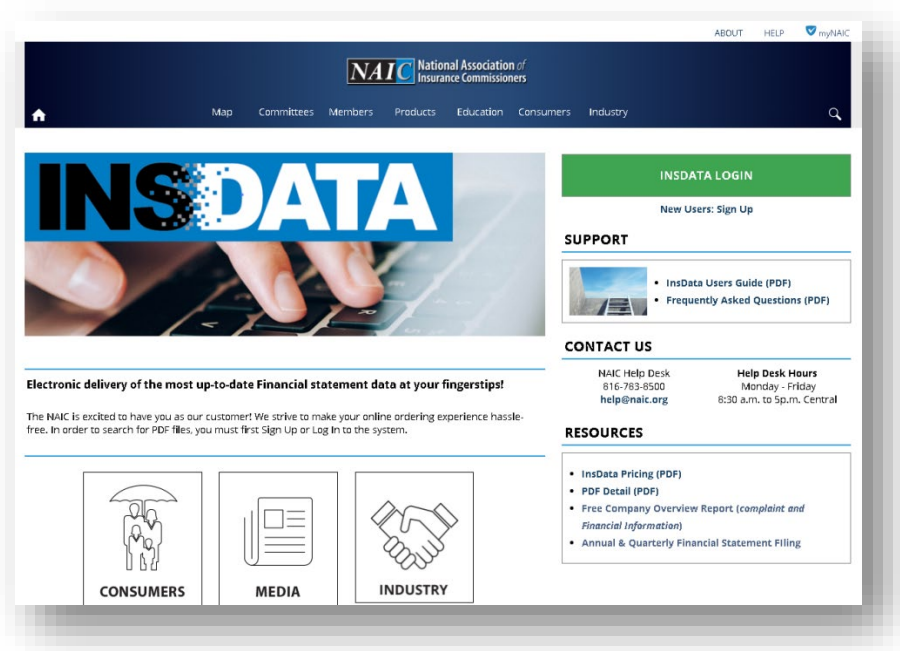 ABOUT HELP myNAIC
NAIC National Association of
Insurance Commissioners
Map Committees Members Products Education Consumers Industry
INSDATA
INSDATA LOGIN
New Users: Sign Up
SUPPORT
InsData Users Guide (PDF)
Frequently Asked Questions (PDF)
CONTACT US
NAIC Help Desk
816-783-8500
help@naic.org
Help Desk Hours
Monday - Friday
8:30 a.m. to 5p.m. Central
Electronic delivery of the most up-to-date Financial statement data at your fingerstips!
The NAIC is excited to have you as our customer! We strive to make your online ordering experience hassle-
free. In order to search for PDF files, you must first Sign Up or Log In to the system.
RESOURCES
InsData Pricing (PDF)
PDF Detail (PDF)
Free Company Overview Report (complaint and
Financial Information)
Annual & Quarterly Financial Statement FIling
CONSUMERS
MEDIA
INDUSTRY